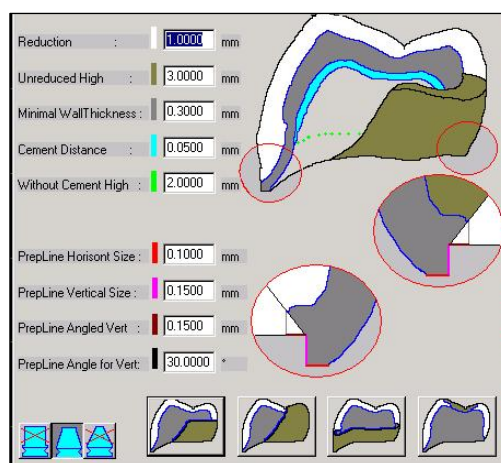 Reduction : 1.0000 mm
Unreduced High : 3.0000 mm
Minimal WallThickness : 0.3000 mm
Cement Distance : 0.0500 mm
Without Cement High : 2.0000 mm
PrepLine Horisont Size : 0.1000 mm
PrepLine Vertical Size : 0.1500 mm
PrepLine Angled Vert : 0.1500 mm
PrepLine Angle for Vert: 30.0000 °